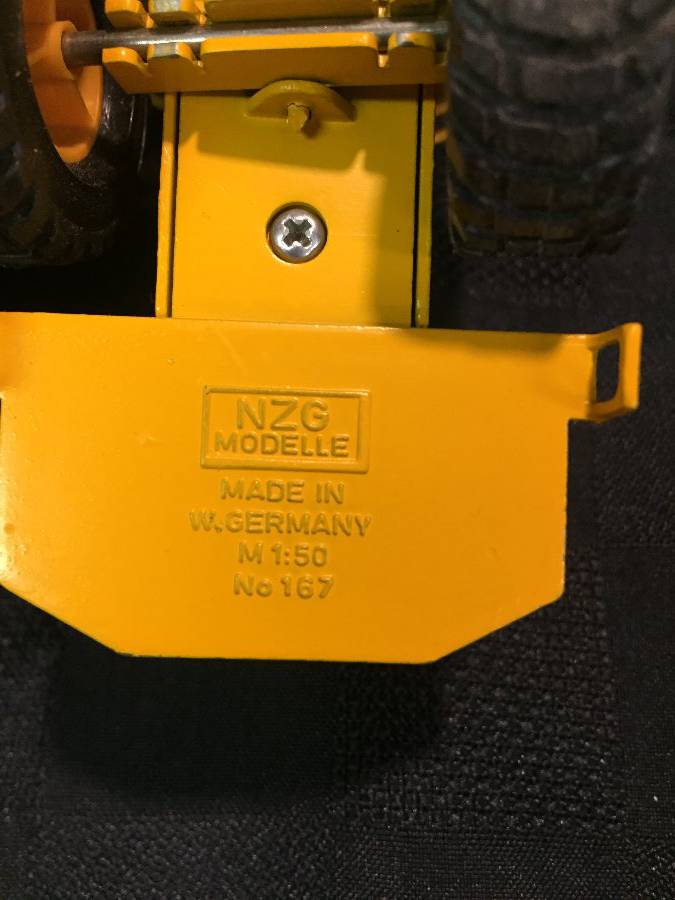 NZG
MODELLE
MADE IN
W.GERMANY
M 1:50
No 167